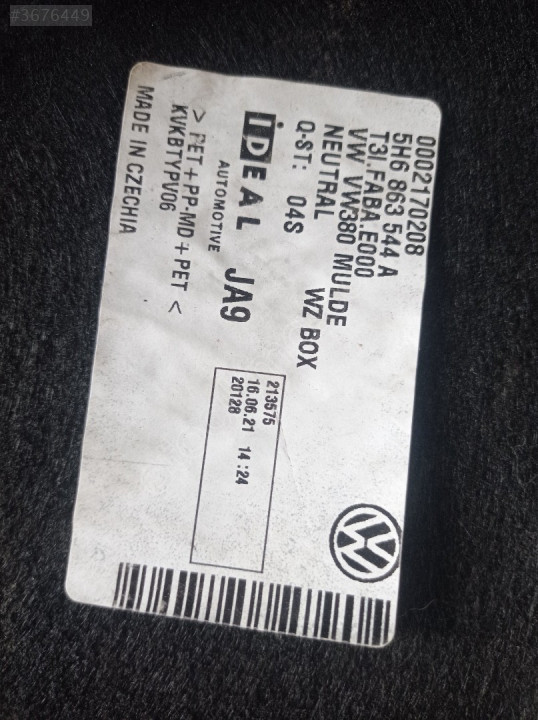 #3676449
0002170208
5H6 863 544 A
T3I.FABA.E000
VW VW380 MULDE
NEUTRAL WZ BOX
Q-ST: 04S
iDEAL JA9
AUTOMOTIVE
> PET+PP-MD+PET <
KVKBTYPV06
MADE IN CZECHIA
213575
16.06.21 14:24
20128